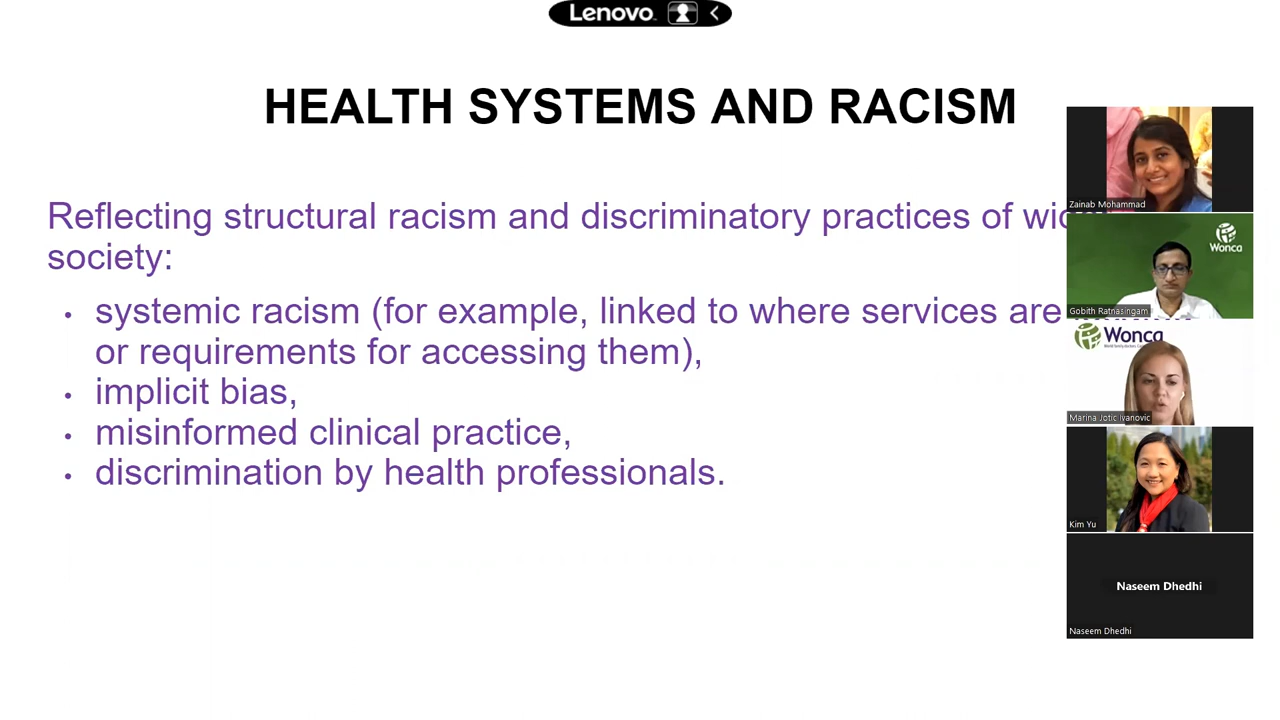 Lenovo
HEALTH SYSTEMS AND RACISM
Reflecting structural racism and discriminatory practices of
society:
• systemic racism (for example, linked to where services are
or requirements for accessing them),
• implicit bias,
• misinformed clinical practice,
• discrimination by health professionals.
Zainab Mohammad
Wonca
Gobith Ratnasingam
Wonca
Marina Jotic Ivanovic
Kim Yu
Naseem Dhedhi
Naseem Dhedhi